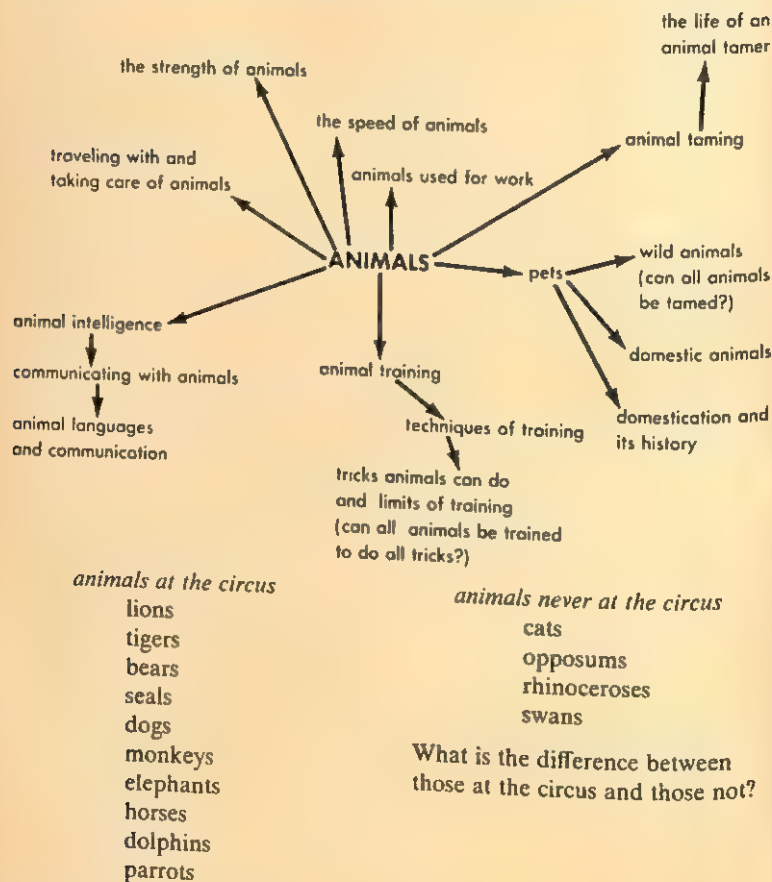 the life of an
animal tamer
the strength of animals
the speed of animals
animal taming
traveling with and
taking care of animals
animals used for work
ANIMALS
pets
wild animals
(can all animals
be tamed?)
animal intelligence
domestic animals
communicating with animals
animal training
animal languages
and communication
techniques of training
domestication and
its history
tricks animals can do
and limits of training
(can all animals be trained
to do all tricks?)
animals at the circus
lions
tigers
bears
seals
dogs
monkeys
elephants
horses
dolphins
parrots
animals never at the circus
cats
opposums
rhinoceroses
swans
What is the difference between
those at the circus and those not?